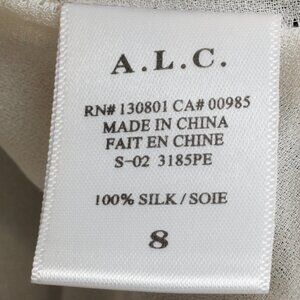 A.L.C.
RN# 130801 CA# 00985
MADE IN CHINA
FAIT EN CHINE
S-02 3185PE
100% SILK/SOIE
8